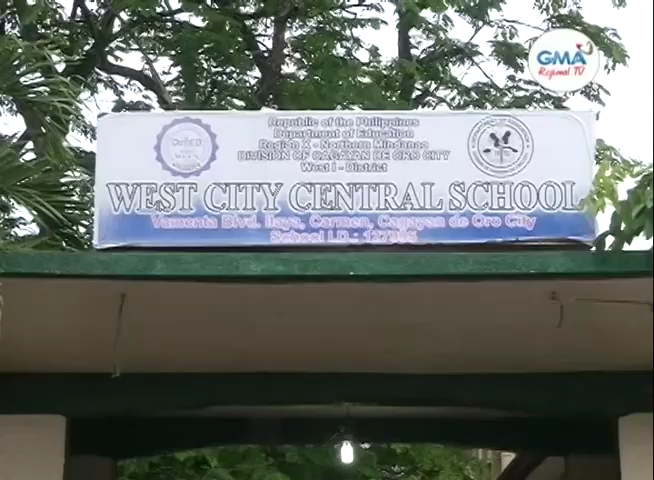 GMA
Regional TV
Republic of the Philippines
Department of Education
Region X - Northern Mindanao
DIVISION OF CAGAYAN DE ORO CITY
West I - District
WEST CITY CENTRAL SCHOOL
Vamenta Blvd. Ilaya, Carmen, Cagayan de Oro City
School I.D.: